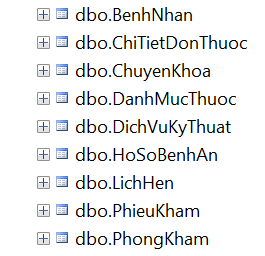 dbo.BenhNhan
dbo.ChiTietDonThuoc
dbo.ChuyenKhoa
dbo.DanhMucThuoc
dbo.DichVuKyThuat
dbo.HoSoBenhAn
dbo.LichHen
dbo.PhieuKham
dbo.PhongKham